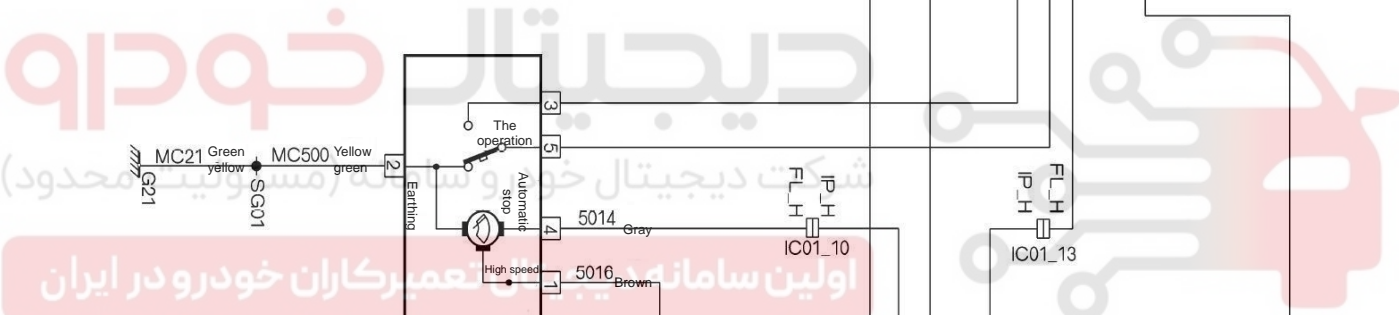 دیجیتال خودرو
شرکت دیجیتال خودرو سامانه (مسئولیت محدود)
اولین سامانه دیجیتال تعمیرکاران خودرو در ایران
3
The
operation
5
MC21 Green
yellow
MC500 Yellow
green
2
G21
SG01
Earthing
Automatic
stop
4
5014 Gray
FL_H
IP_H
IC01_10
IP_H
FL_H
IC01_13
High speed
1
5016 Brown